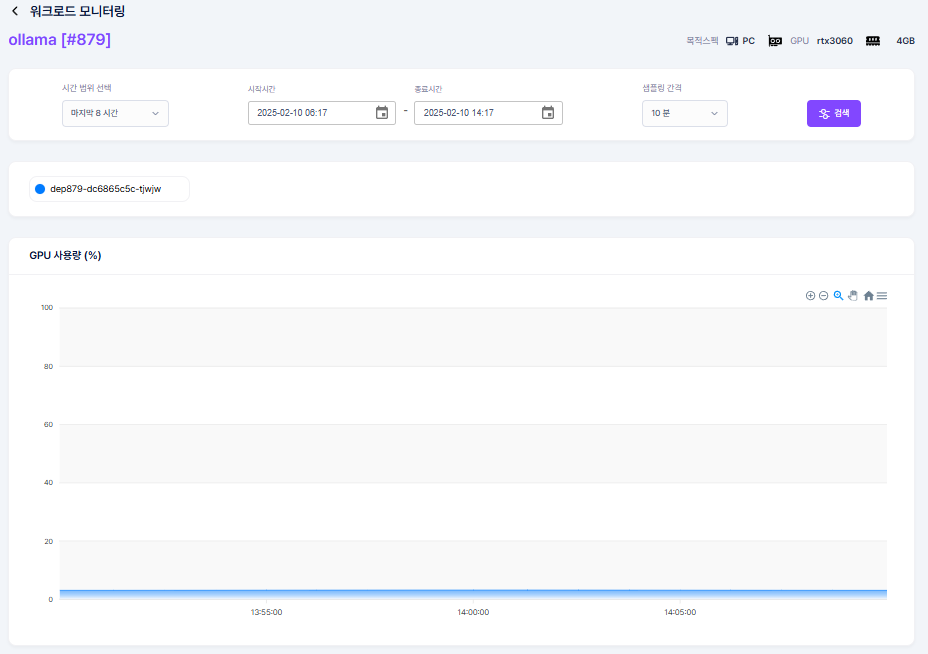 워크로드 모니터링
ollama [#879]
목적스펙 PC GPU rtx3060 4GB
시간 범위 선택
마지막 8 시간
시작시간
2025-02-10 06:17
-
종료시간
2025-02-10 14:17
샘플링 간격
10 분
검색
dep879-dc6865c5c-tjwjw
GPU 사용량 (%)
100
80
60
40
20
0
13:55:00 14:00:00 14:05:00